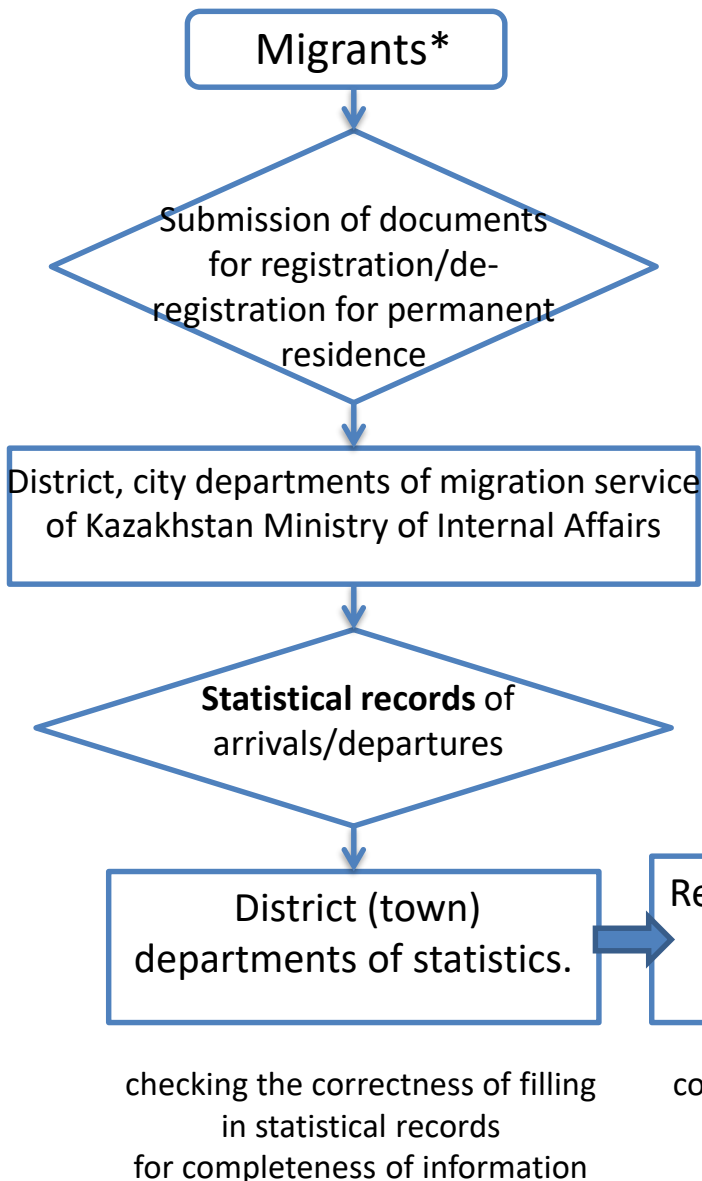 Migrants*
Submission of documents
for registration/de-
registration for permanent
residence
District, city departments of migration service
of Kazakhstan Ministry of Internal Affairs
Statistical records of
arrivals/departures
District (town)
departments of statistics.
checking the correctness of filling
in statistical records
for completeness of information